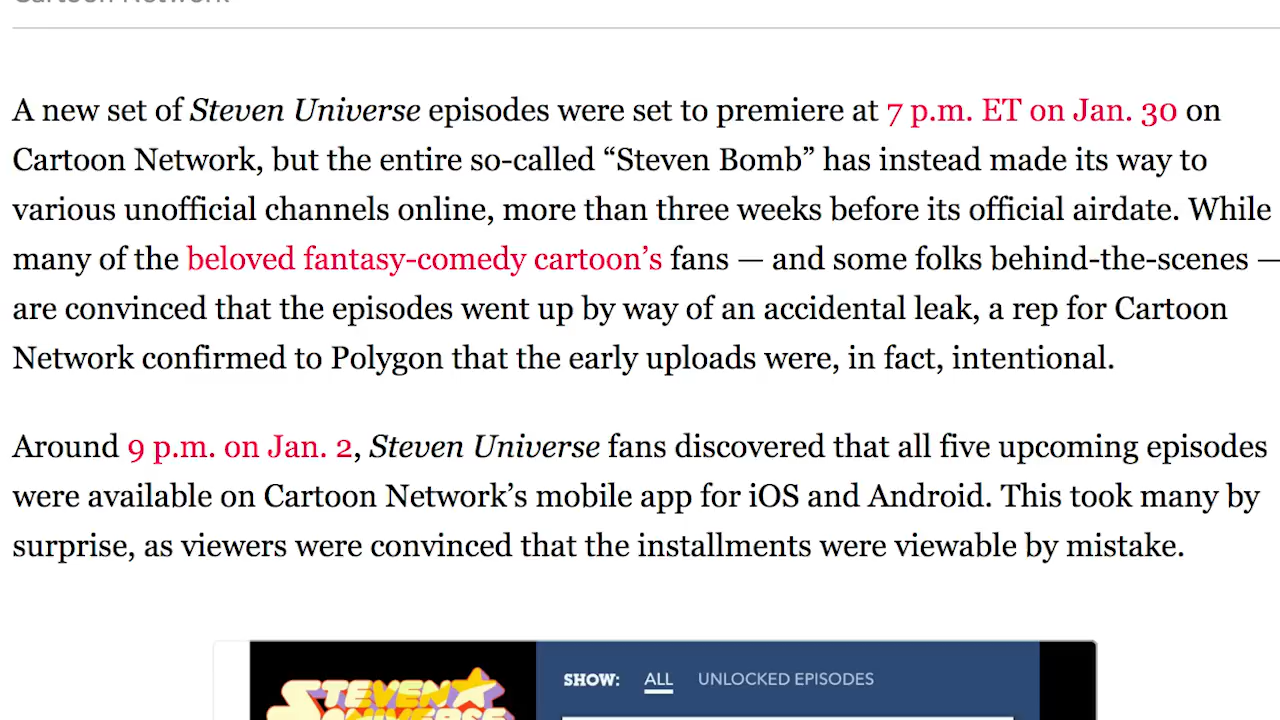 Cartoon Network
A new set of Steven Universe episodes were set to premiere at 7 p.m. ET on Jan. 30 on
Cartoon Network, but the entire so-called “Steven Bomb” has instead made its way to
various unofficial channels online, more than three weeks before its official airdate. While
many of the beloved fantasy-comedy cartoon’s fans — and some folks behind-the-scenes —
are convinced that the episodes went up by way of an accidental leak, a rep for Cartoon
Network confirmed to Polygon that the early uploads were, in fact, intentional.
Around 9 p.m. on Jan. 2, Steven Universe fans discovered that all five upcoming episodes
were available on Cartoon Network’s mobile app for iOS and Android. This took many by
surprise, as viewers were convinced that the installments were viewable by mistake.
STEVEN SHOW: ALL UNLOCKED EPISODES
UNIVERSE